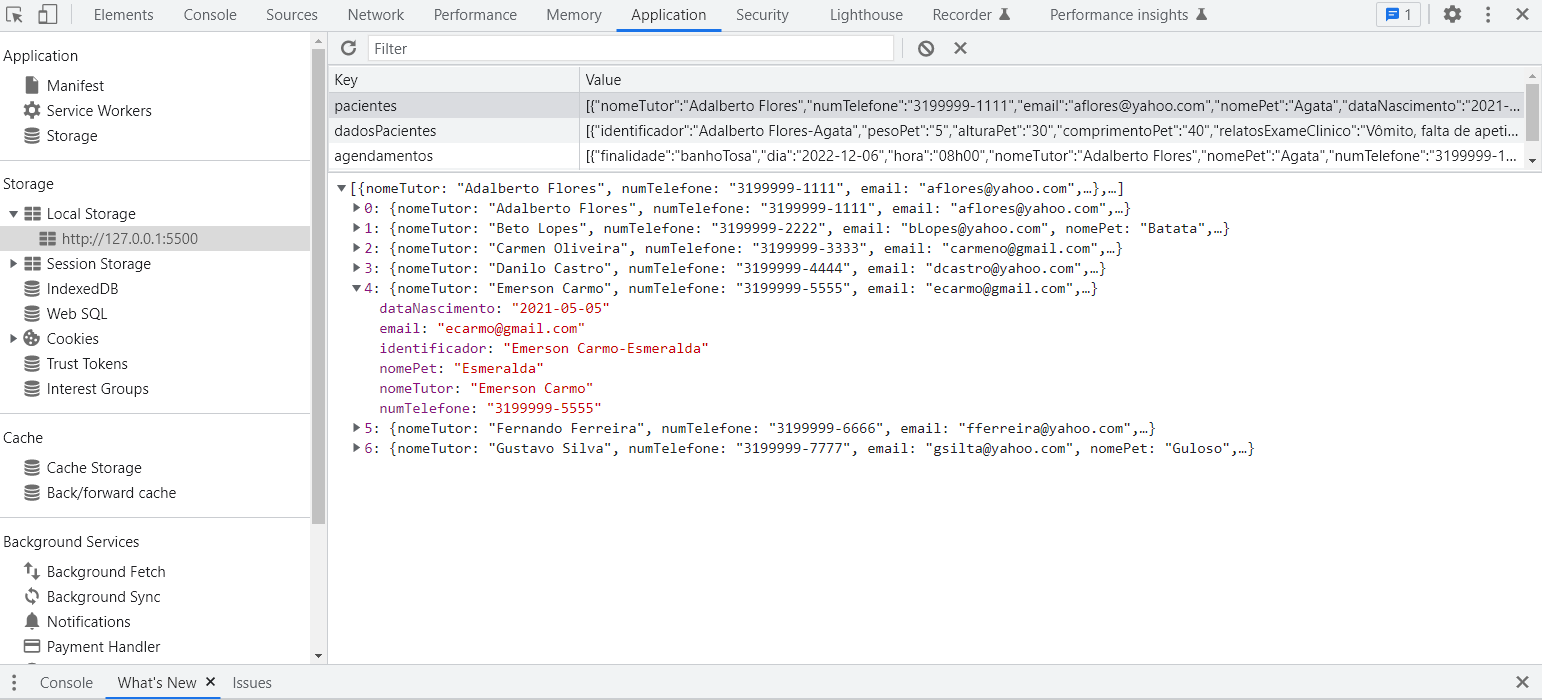 Elements Console Sources Network Performance Memory Application Security Lighthouse Recorder Performance insights 1
Application
Manifest
Service Workers
Storage
Storage
Local Storage
http://127.0.0.1:5500
Session Storage
IndexedDB
Web SQL
Cookies
Trust Tokens
Interest Groups
Cache
Cache Storage
Back/forward cache
Background Services
Background Fetch
Background Sync
Notifications
Payment Handler
Filter
Key Value
pacientes [{"nomeTutor":"Adalberto Flores","numTelefone":"3199999-1111","email":"aflores@yahoo.com","nomePet":"Agata","dataNascimento":"2021-...
dadosPacientes [{"identificador":"Adalberto Flores-Agata","pesoPet":"5","alturaPet":"30","comprimentoPet":"40","relatosExameClinico":"Vômito, falta de apeti...
agendamentos [{"finalidade":"banhoTosa","dia":"2022-12-06","hora":"08h00","nomeTutor":"Adalberto Flores","nomePet":"Agata","numTelefone":"3199999-1...
[{nomeTutor: "Adalberto Flores", numTelefone: "3199999-1111", email: "aflores@yahoo.com",…},…]
0: {nomeTutor: "Adalberto Flores", numTelefone: "3199999-1111", email: "aflores@yahoo.com",…}
1: {nomeTutor: "Beto Lopes", numTelefone: "3199999-2222", email: "bLopes@yahoo.com", nomePet: "Batata",…}
2: {nomeTutor: "Carmen Oliveira", numTelefone: "3199999-3333", email: "carmeno@gmail.com",…}
3: {nomeTutor: "Danilo Castro", numTelefone: "3199999-4444", email: "dcastro@yahoo.com",…}
4: {nomeTutor: "Emerson Carmo", numTelefone: "3199999-5555", email: "ecarmo@gmail.com",…}
dataNascimento: "2021-05-05"
email: "ecarmo@gmail.com"
identificador: "Emerson Carmo-Esmeralda"
nomePet: "Esmeralda"
nomeTutor: "Emerson Carmo"
numTelefone: "3199999-5555"
5: {nomeTutor: "Fernando Ferreira", numTelefone: "3199999-6666", email: "fferreira@yahoo.com",…}
6: {nomeTutor: "Gustavo Silva", numTelefone: "3199999-7777", email: "gsilta@yahoo.com", nomePet: "Guloso",…}
Console What's New Issues